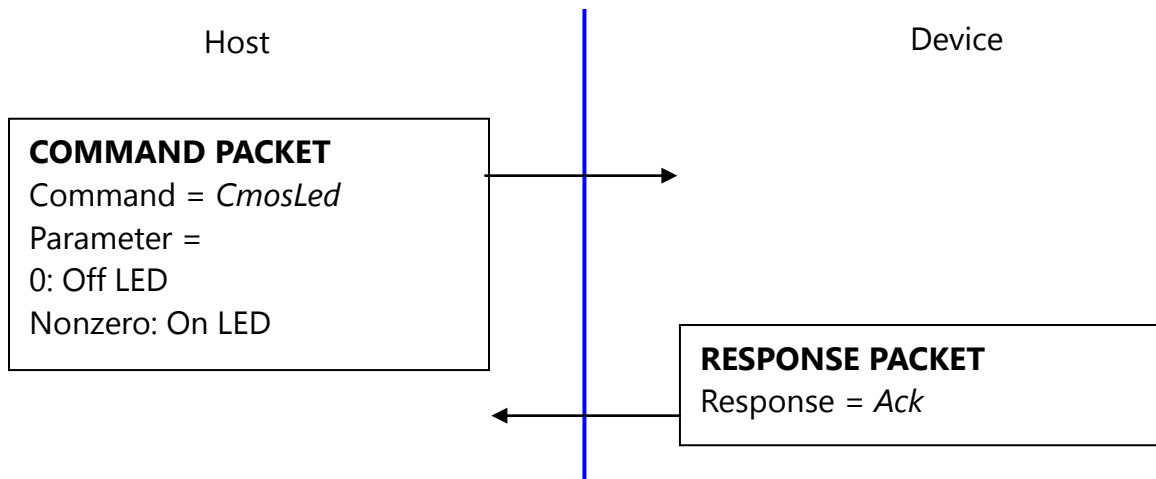 Host
Device
COMMAND PACKET
Command = CmosLed
Parameter =
0: Off LED
Nonzero: On LED
RESPONSE PACKET
Response = Ack